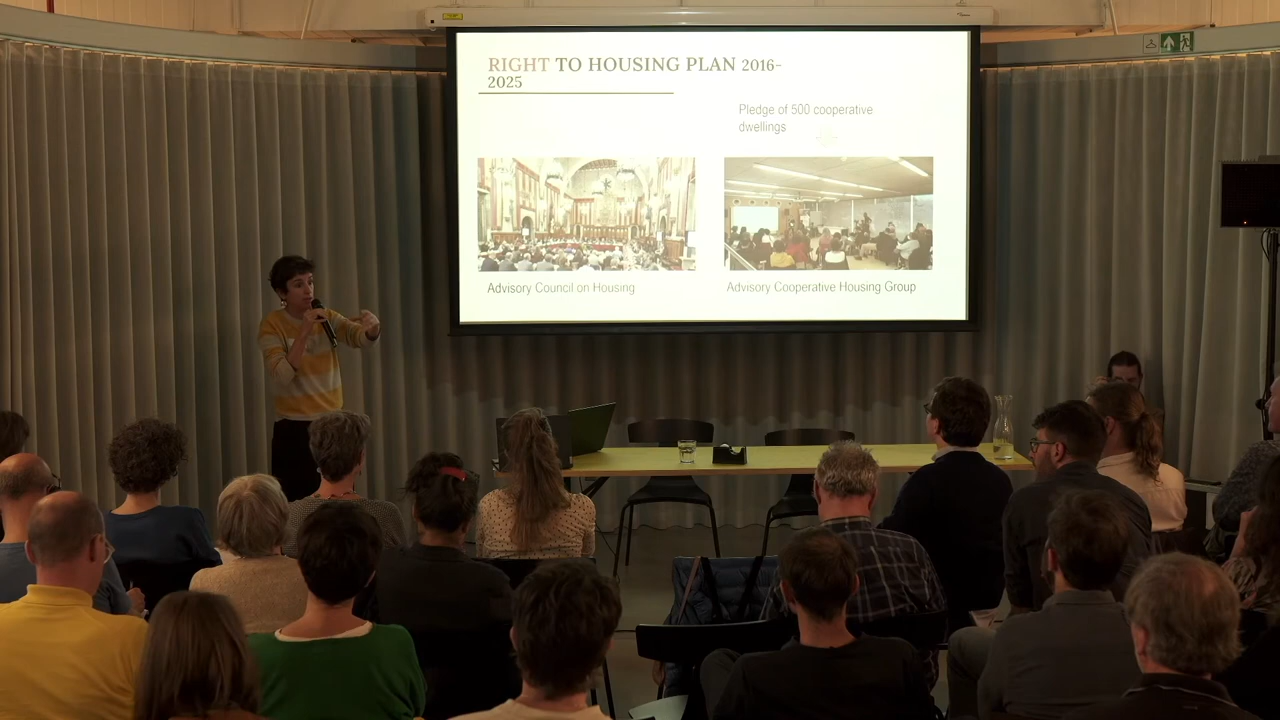 RIGHT TO HOUSING PLAN 2016-
2025
Pledge of 500 cooperative
dwellings
Advisory Council on Housing
Advisory Cooperative Housing Group